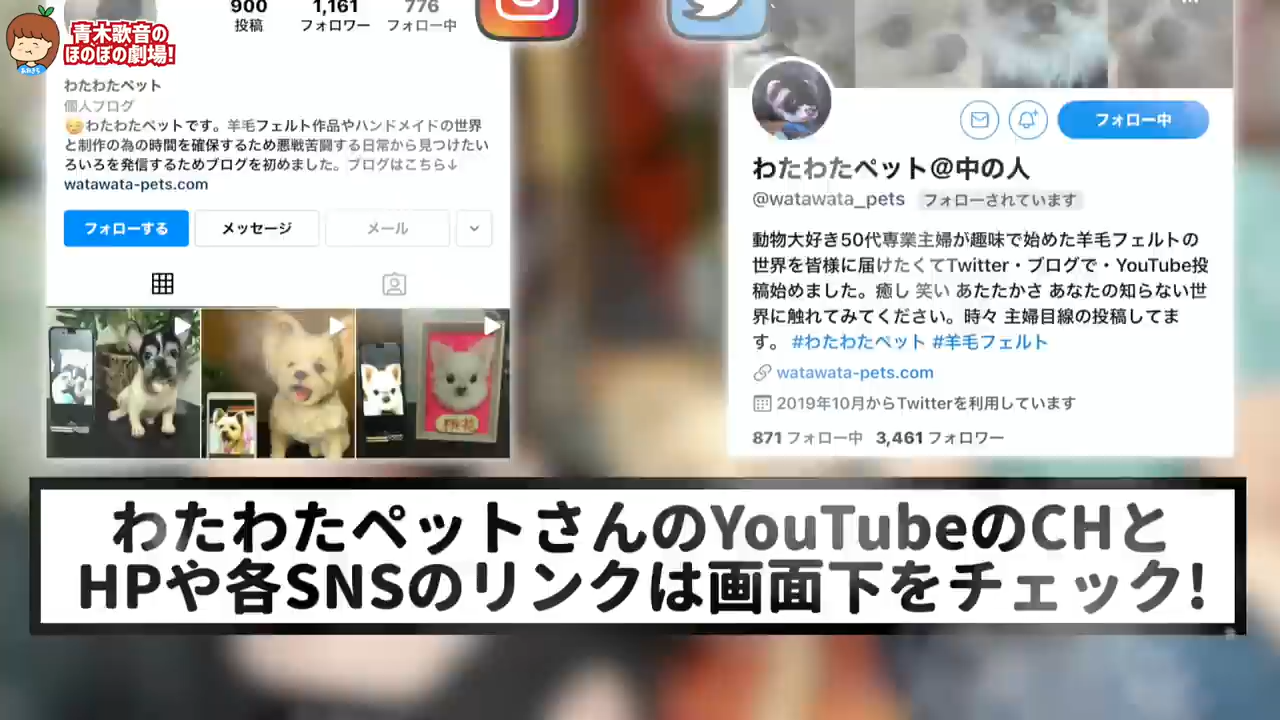 青木歌音の
ほのぼの劇場!
900
投稿
1,161
フォロワー
776
フォロー中
わたわたペット
個人ブログ
わたわたペットです。羊毛フェルト作品やハンドメイドの世界
と制作の為の時間を確保するため悪戦苦闘する日常から見つけたい
ろいろを発信するためブログを初めました。ブログはこちら↓
watawata-pets.com
フォローする
メッセージ
メール
フォロー中
わたわたペット@中の人
@watawata_pets フォローされています
動物大好き50代専業主婦が趣味で始めた羊毛フェルトの
世界を皆様に届けたくてTwitter・ブログで・YouTube投
稿始めました。癒し 笑い あたたかさ あなたの知らない世
界に触れてみてください。時々 主婦目線の投稿してま
す。 #わたわたペット #羊毛フェルト
watawata-pets.com
2019年10月からTwitterを利用しています
871 フォロー中 3,461 フォロワー
わたわたペットさんのYouTubeのCHと
HPや各SNSのリンクは画面下をチェック!